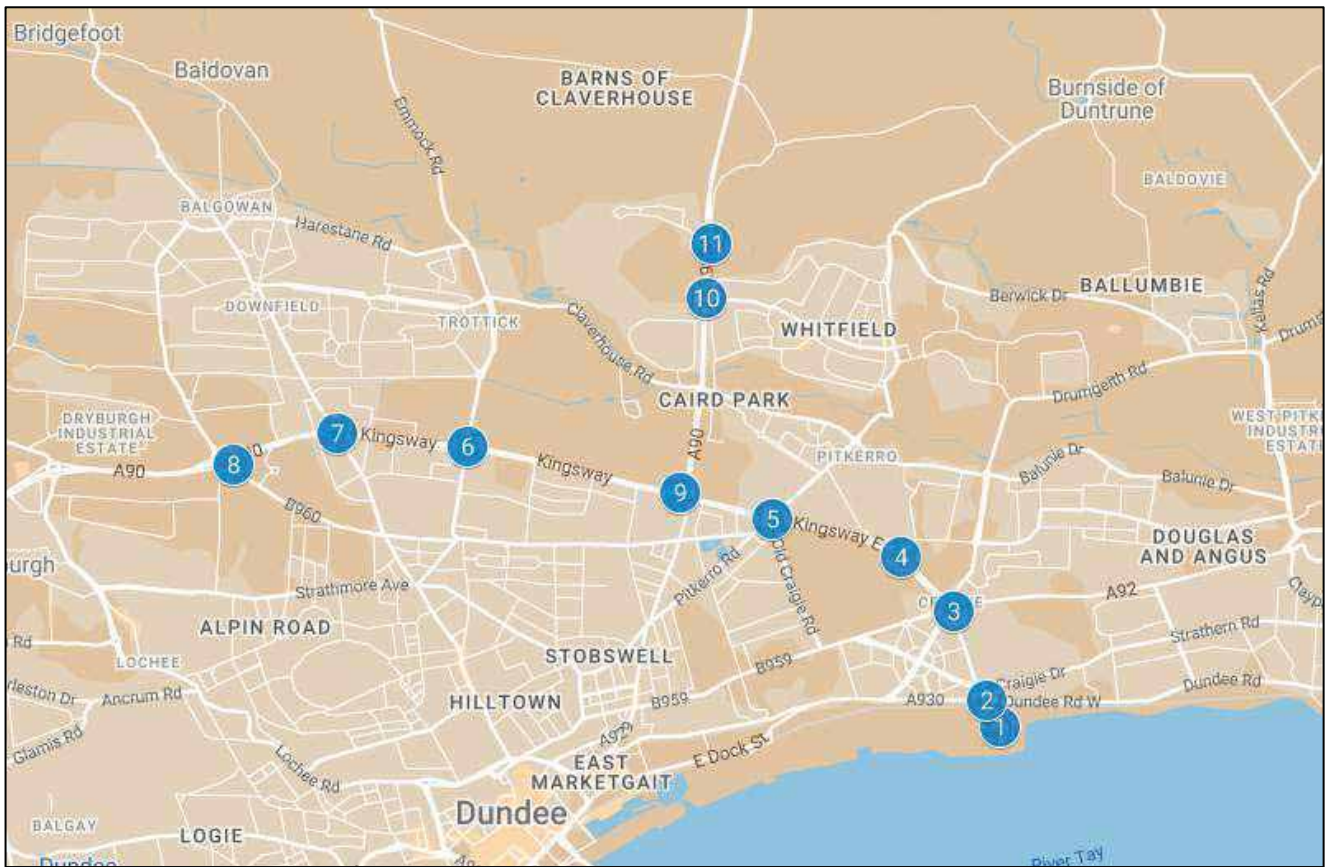 Bridgefoot
Baldovan
BARNS OF
CLAVERHOUSE
Burnside of
Duntrune
Emmock Rd
BALDOVIE
BALGOWAN
Harestane Rd
11
10
Kellas Rd
Berwick Dr
BALLUMBIE
DOWNFIELD
TROTTICK
Claverhouse Rd
WHITFIELD
Drumgeith Rd
CAIRD PARK
DRYBURGH
INDUSTRIAL
ESTATE
A90
8
7
Kingsway
6
Kingsway
A90
9
5
Kingsway E
4
PITKERRO
Balunie Dr
Balunie Dr
DOUGLAS
AND ANGUS
B960
Pitkerro Rd
Old Craigie Rd
3
A92
Strathmore Ave
ALPIN ROAD
LOCHEE
STOBSWELL
B959
Strathern Rd
Craigie Dr
Ancrum Rd
HILLTOWN
B959
A930
2
Dundee Rd W
Dundee Rd
1
Glamis Rd
Lochee Rd
A929
E Dock St
EAST
MARKETGAIT
Dundee
BALGAY
LOGIE
Dundee
River Tay